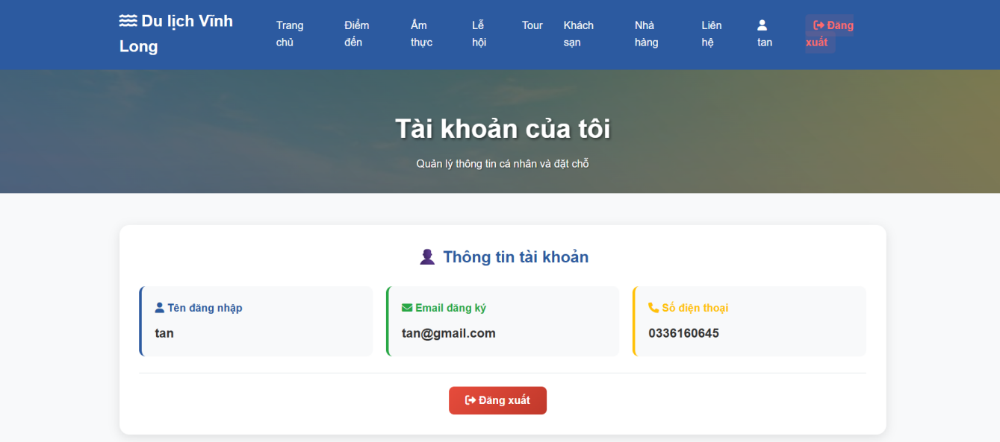 Du lịch Vĩnh
Long
Trang
chủ
Điểm
đến
Ẩm
thực
Lễ
hội
Tour
Khách
sạn
Nhà
hàng
Liên
hệ
tan
Đăng
xuất
Tài khoản của tôi
Quản lý thông tin cá nhân và đặt chỗ
Thông tin tài khoản
Tên đăng nhập
tan
Email đăng ký
tan@gmail.com
Số điện thoại
0336160645
Đăng xuất